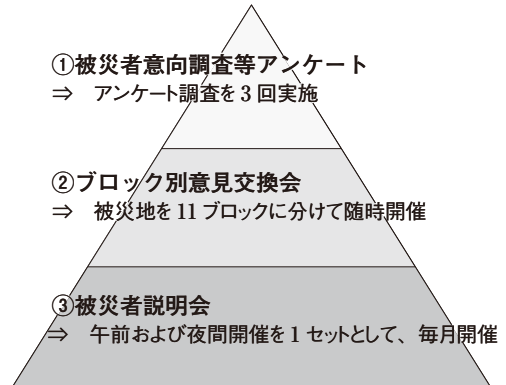 ①被災者意向調査等アンケート
⇒ アンケート調査を3回実施
②ブロック別意見交換会
⇒ 被災地を11ブロックに分けて随時開催
③被災者説明会
⇒ 午前および夜間開催を1セットとして、毎月開催